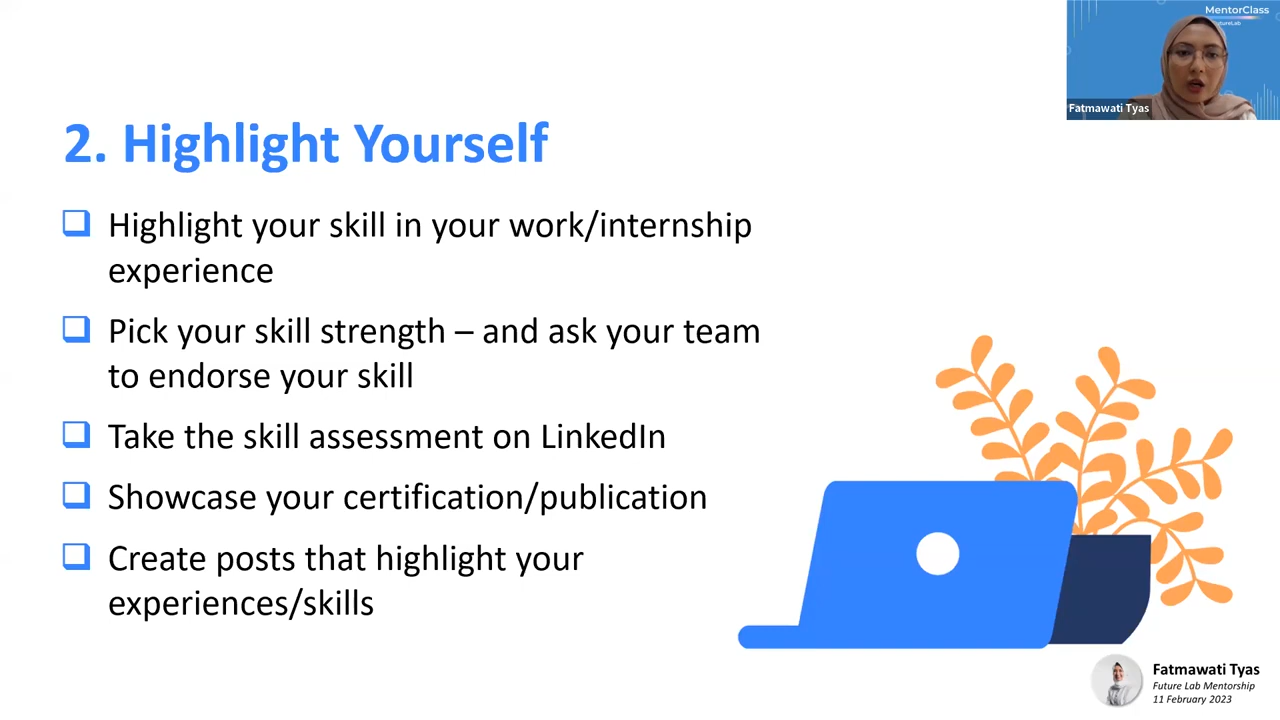 MentorClass
FutureLab
Fatmawati Tyas
2. Highlight Yourself
Highlight your skill in your work/internship
experience
Pick your skill strength – and ask your team
to endorse your skill
Take the skill assessment on LinkedIn
Showcase your certification/publication
Create posts that highlight your
experiences/skills
Fatmawati Tyas
Future Lab Mentorship
11 February 2023